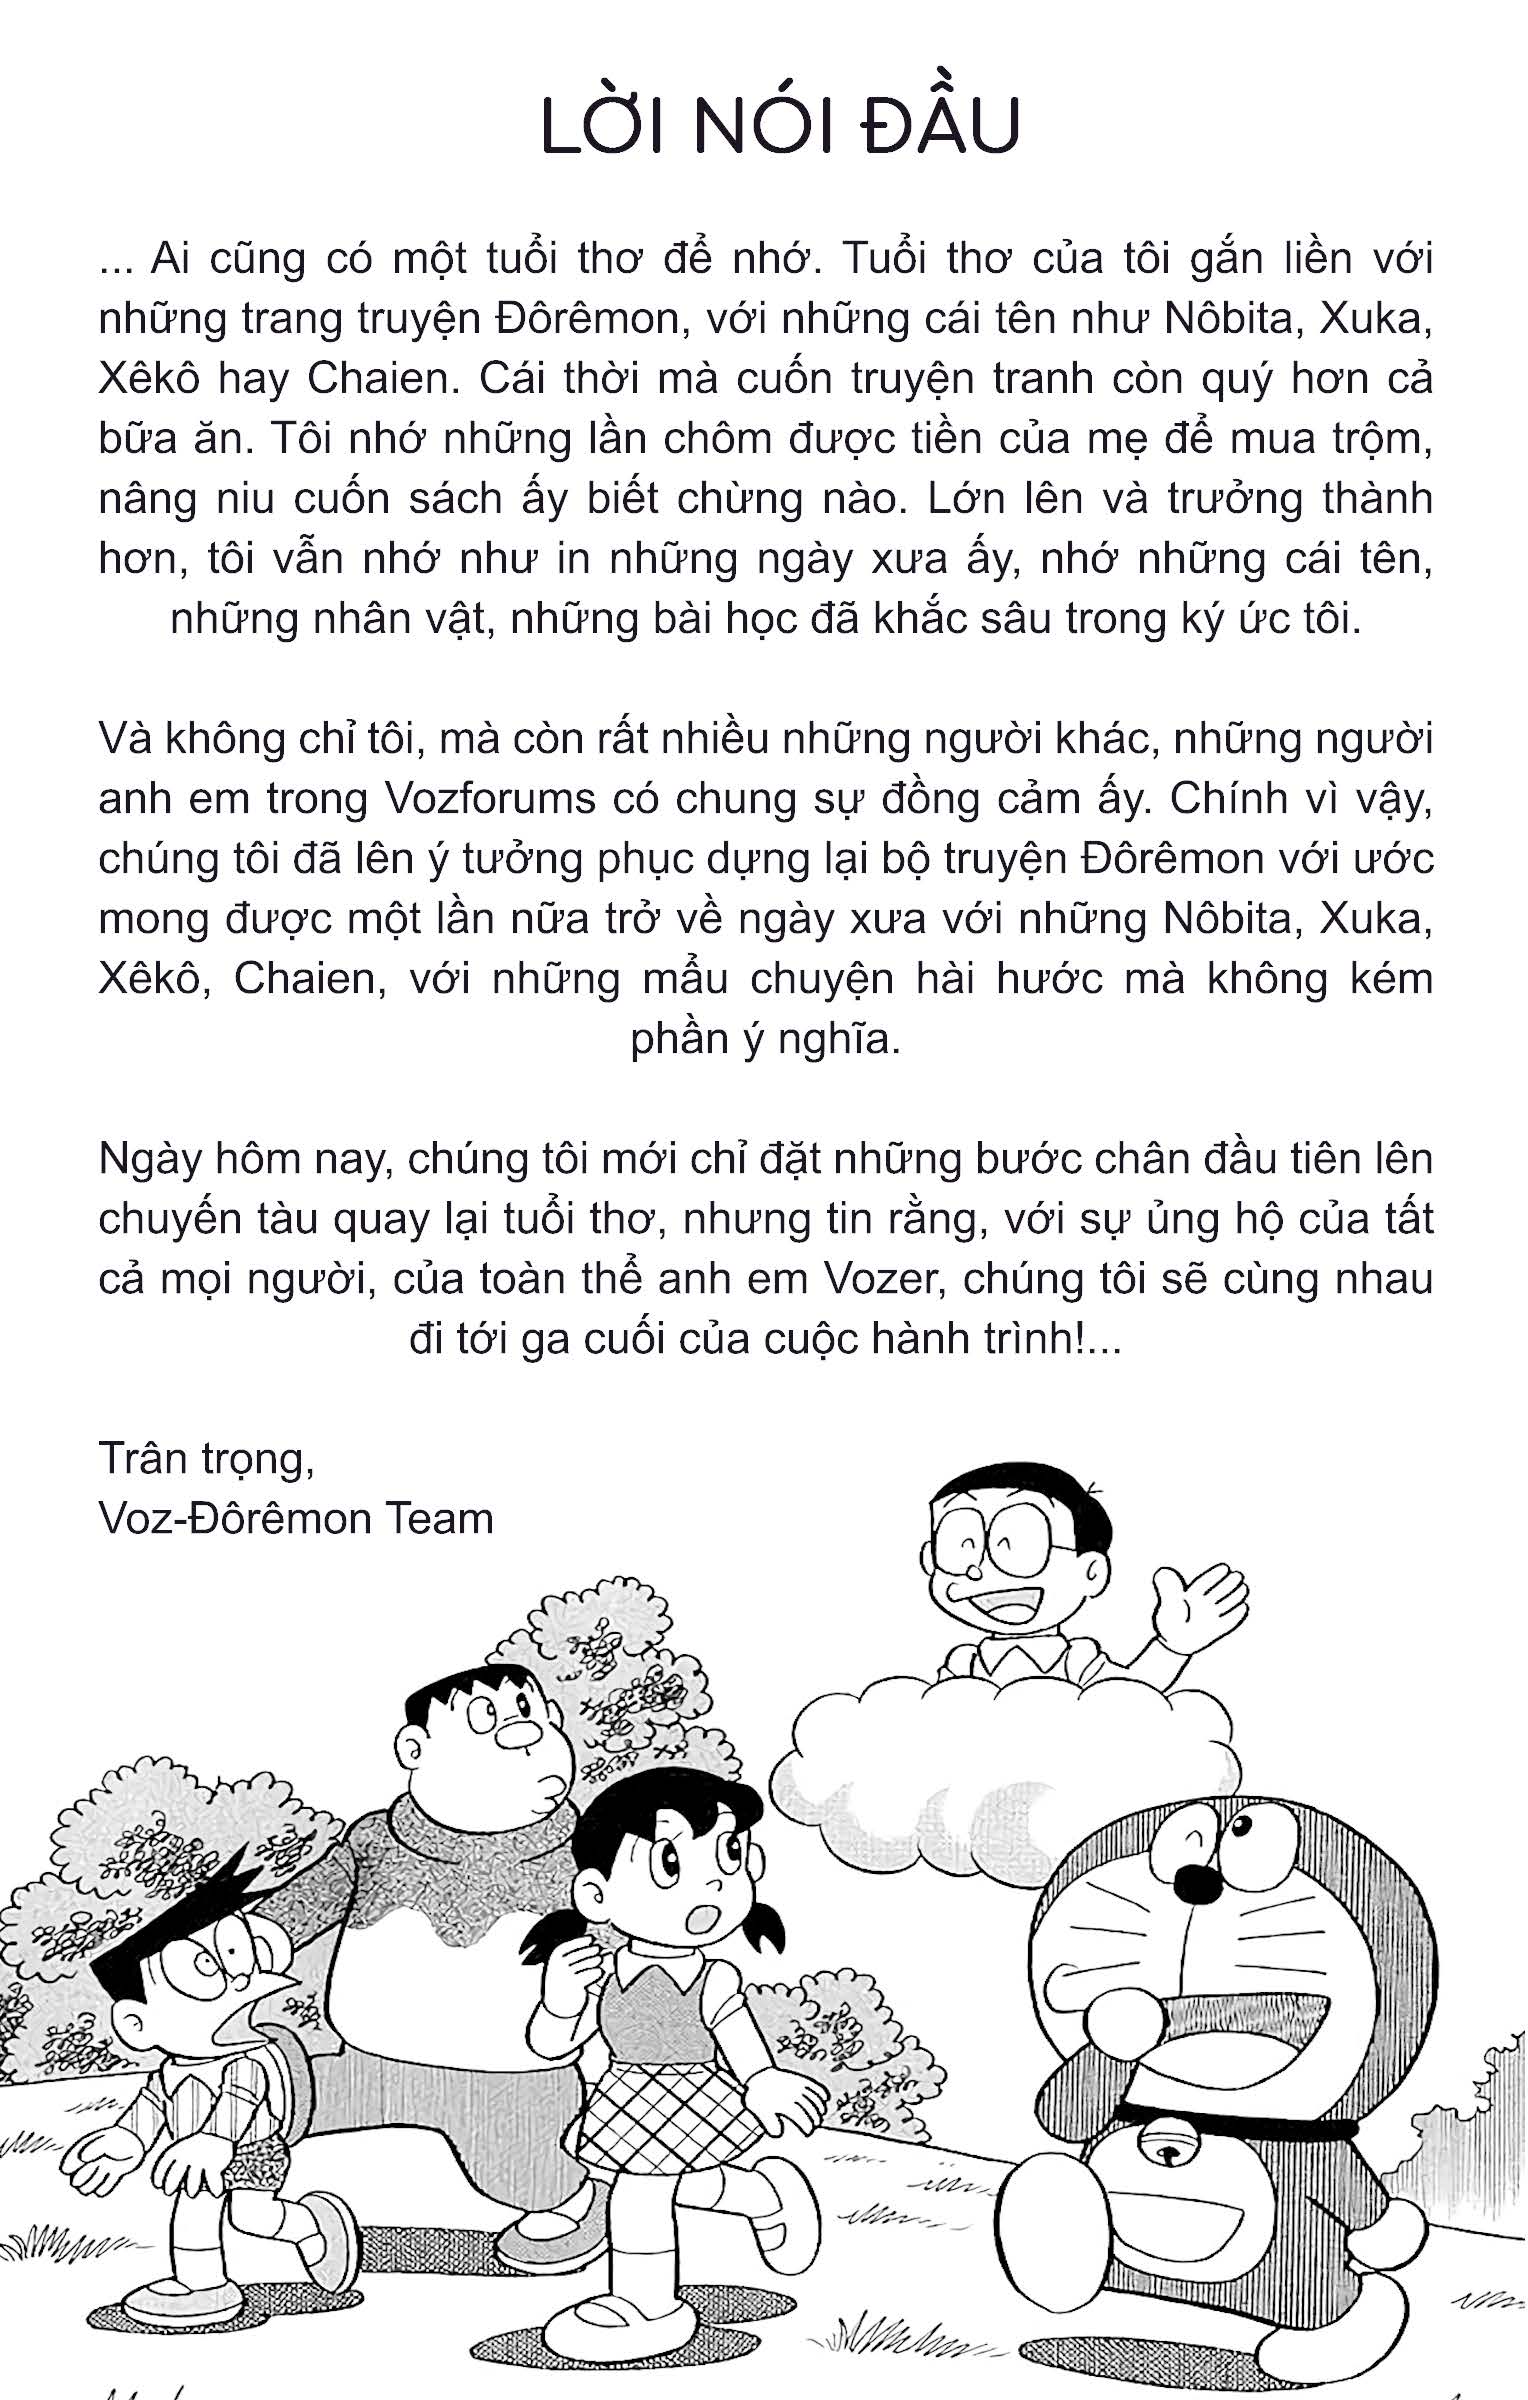 LỜI NÓI ĐẦU
... Ai cũng có một tuổi thơ để nhớ. Tuổi thơ của tôi gắn liền với
những trang truyện Đôrêmon, với những cái tên như Nôbita, Xuka,
Xêkô hay Chaien. Cái thời mà cuốn truyện tranh còn quý hơn cả
bữa ăn. Tôi nhớ những lần chôm được tiền của mẹ để mua trộm,
nâng niu cuốn sách ấy biết chừng nào. Lớn lên và trưởng thành
hơn, tôi vẫn nhớ như in những ngày xưa ấy, nhớ những cái tên,
những nhân vật, những bài học đã khắc sâu trong ký ức tôi.
Và không chỉ tôi, mà còn rất nhiều những người khác, những người
anh em trong Vozforums có chung sự đồng cảm ấy. Chính vì vậy,
chúng tôi đã lên ý tưởng phục dựng lại bộ truyện Đôrêmon với ước
mong được một lần nữa trở về ngày xưa với những Nôbita, Xuka,
Xêkô, Chaien, với những mẩu chuyện hài hước mà không kém
phần ý nghĩa.
Ngày hôm nay, chúng tôi mới chỉ đặt những bước chân đầu tiên lên
chuyến tàu quay lại tuổi thơ, nhưng tin rằng, với sự ủng hộ của tất
cả mọi người, của toàn thể anh em Vozer, chúng tôi sẽ cùng nhau
đi tới ga cuối của cuộc hành trình!...
Trân trọng,
Voz-Đôrêmon Team